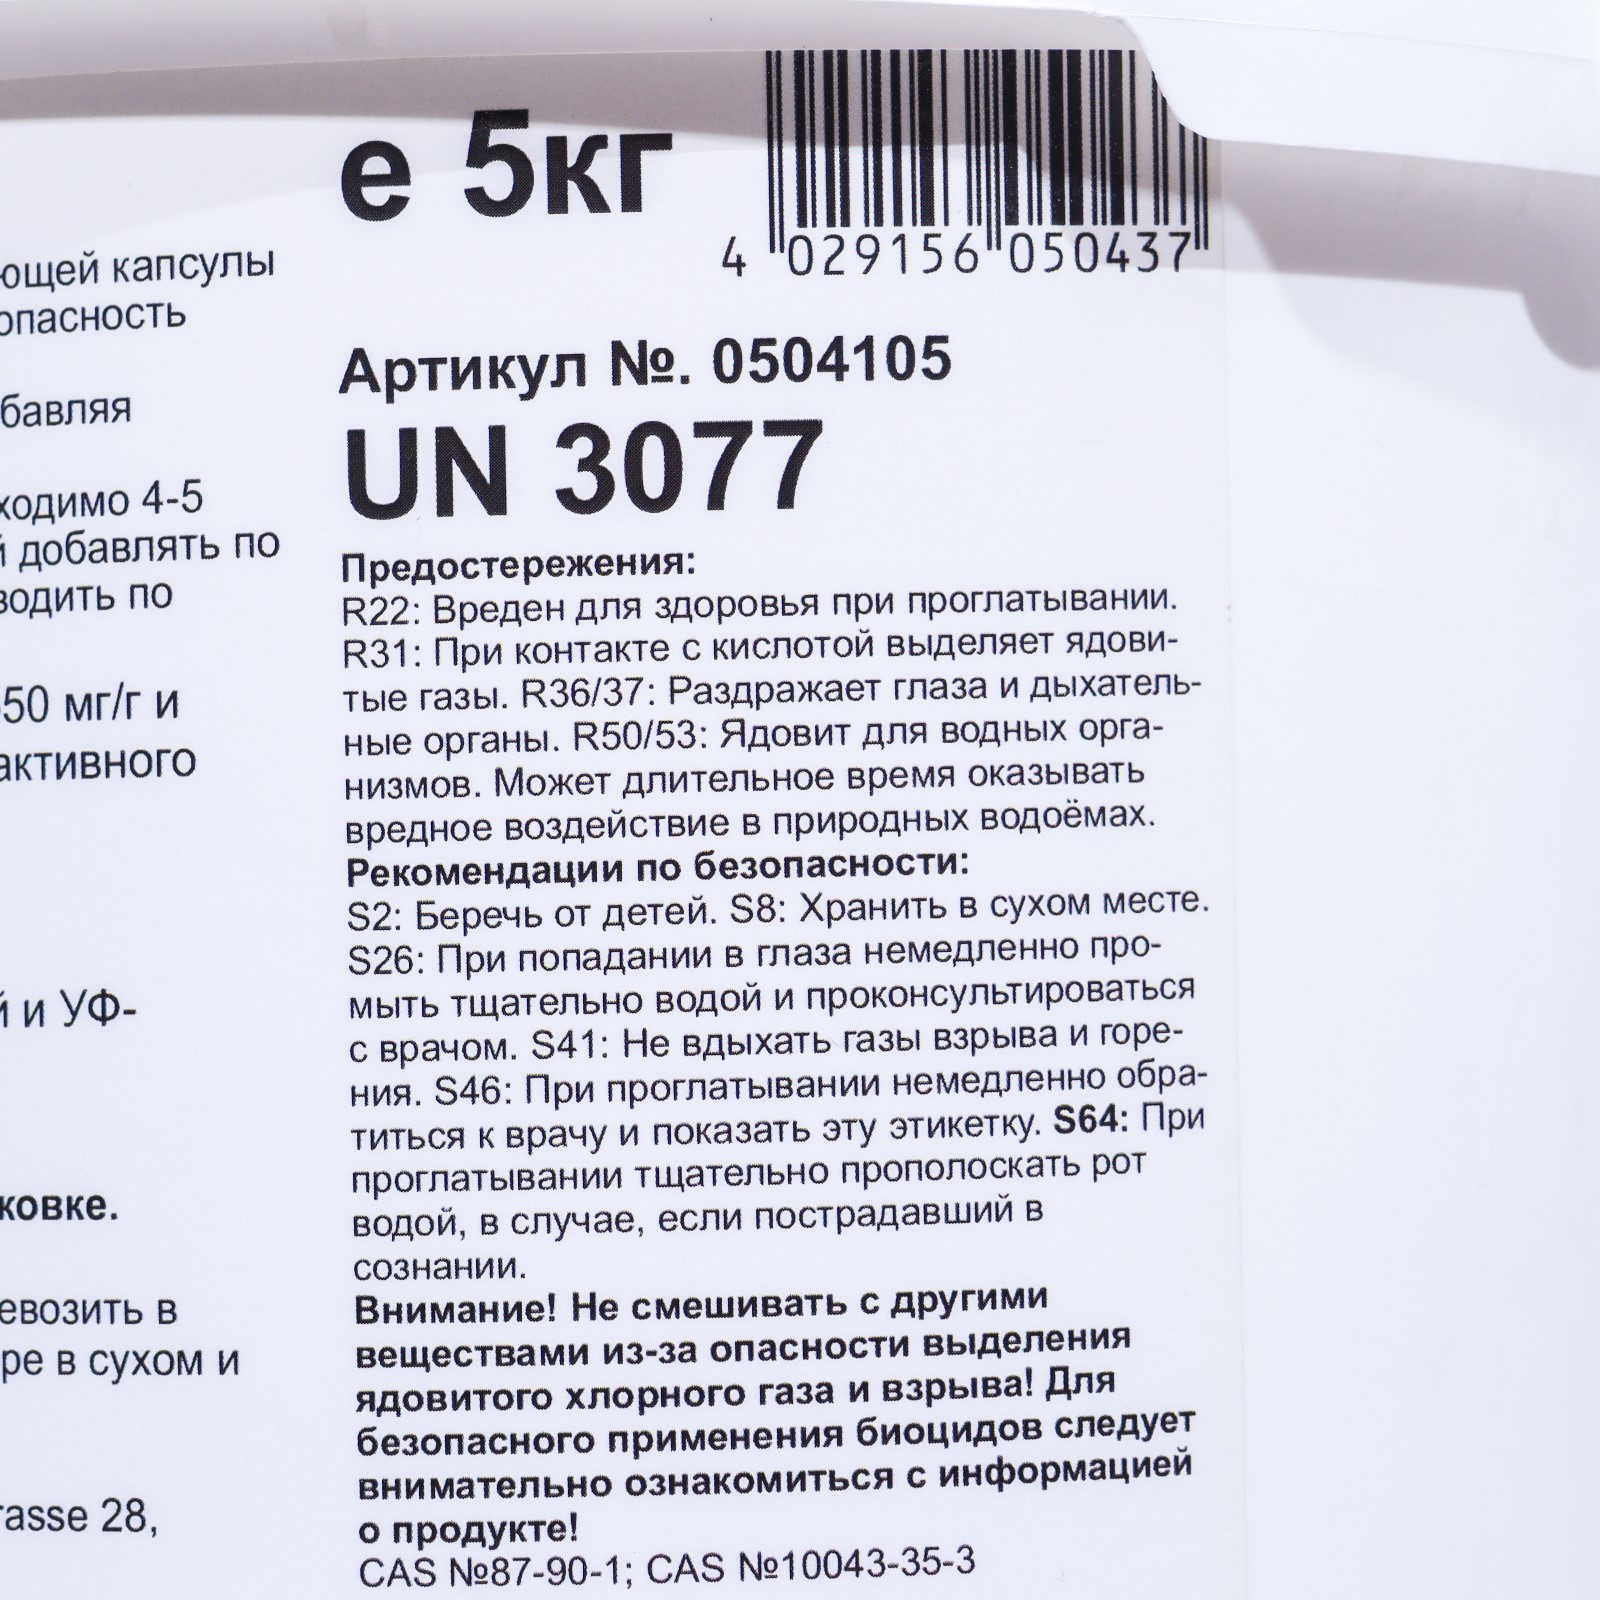 ющей капсулы
опасность
бавляя
ходимо 4-5
й добавлять по
водить по
50 мг/г и
активного
й и УФ-
ковке.
евозить в
ре в сухом и
rasse 28,
e 5кг
4 029156 050437
Артикул №. 0504105
UN 3077
Предостережения:
R22: Вреден для здоровья при проглатывании.
R31: При контакте с кислотой выделяет ядови-
тые газы. R36/37: Раздражает глаза и дыхатель-
ные органы. R50/53: Ядовит для водных орга-
низмов. Может длительное время оказывать
вредное воздействие в природных водоёмах.
Рекомендации по безопасности:
S2: Беречь от детей. S8: Хранить в сухом месте.
S26: При попадании в глаза немедленно про-
мыть тщательно водой и проконсультироваться
с врачом. S41: Не вдыхать газы взрыва и горе-
ния. S46: При проглатывании немедленно обра-
титься к врачу и показать эту этикетку. S64: При
проглатывании тщательно прополоскать рот
водой, в случае, если пострадавший в
сознании.
Внимание! Не смешивать с другими
веществами из-за опасности выделения
ядовитого хлорного газа и взрыва! Для
безопасного применения биоцидов следует
внимательно ознакомиться с информацией
о продукте!
CAS №87-90-1; CAS №10043-35-3